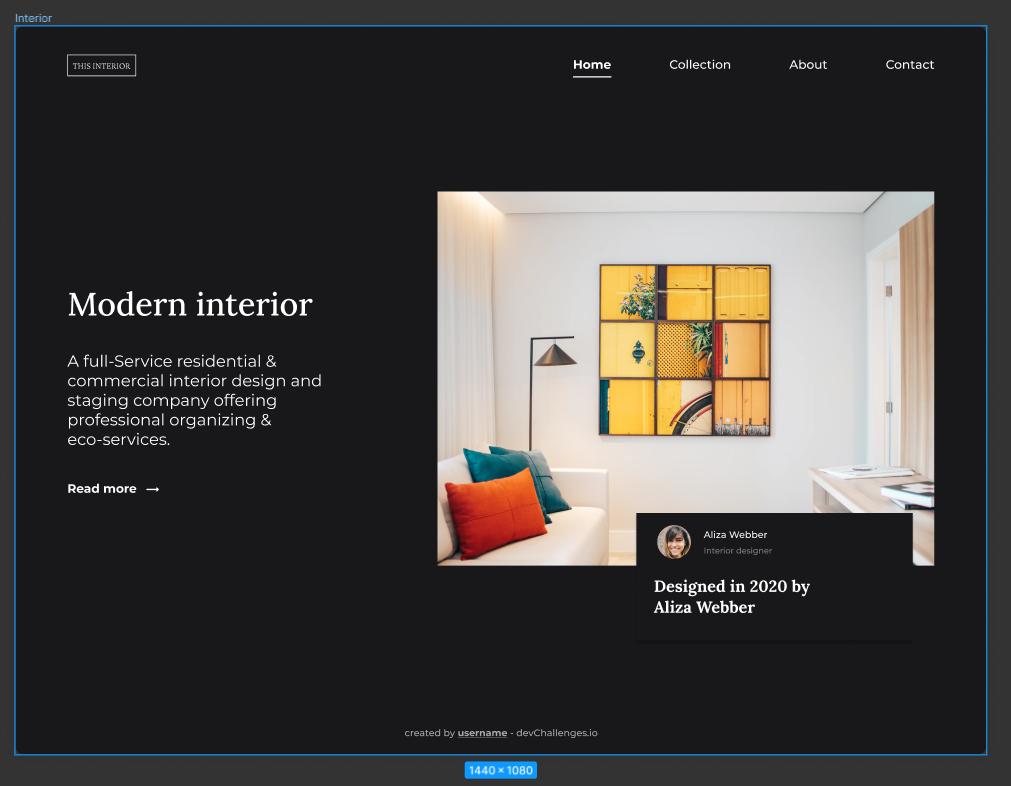 Interior
THIS INTERIOR
Home
Collection
About
Contact
Modern interior
A full-Service residential &
commercial interior design and
staging company offering
professional organizing &
eco-services.
Read more →
Aliza Webber
Interior designer
Designed in 2020 by
Aliza Webber
created by username - devChallenges.io
1440 × 1080